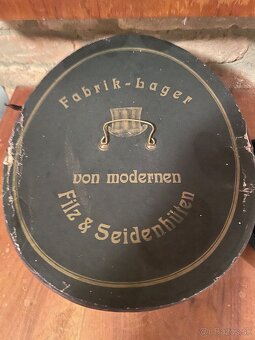 Fabrik-Lager
von modernen
Filz & Seidenhüten